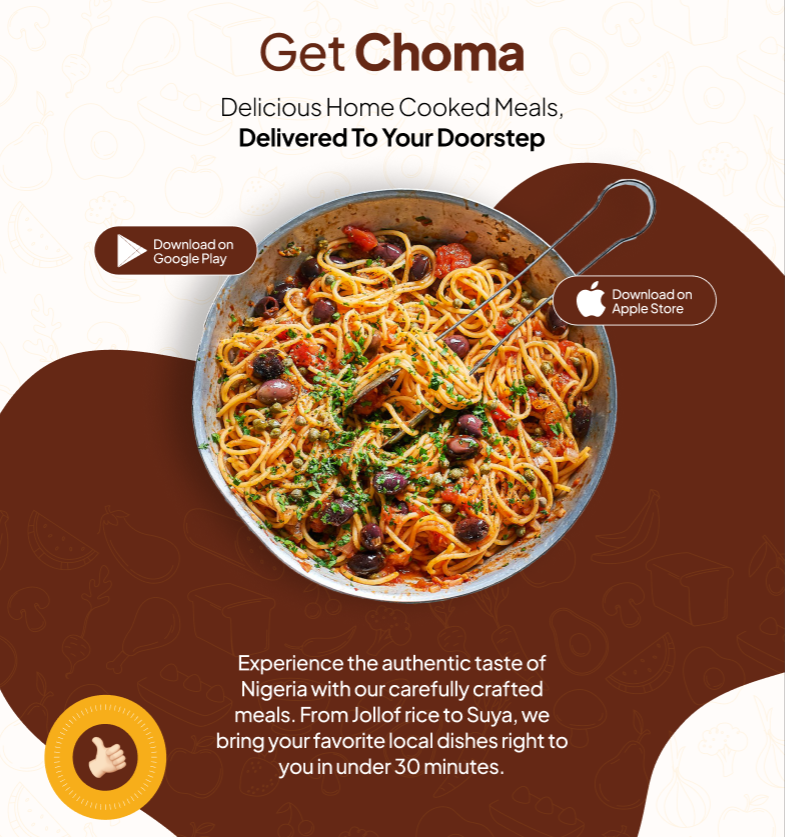 Get Choma
Delicious Home Cooked Meals,
Delivered To Your Doorstep
Download on
Google Play
Download on
Apple Store
Experience the authentic taste of
Nigeria with our carefully crafted
meals. From Jollof rice to Suya, we
bring your favorite local dishes right to
you in under 30 minutes.